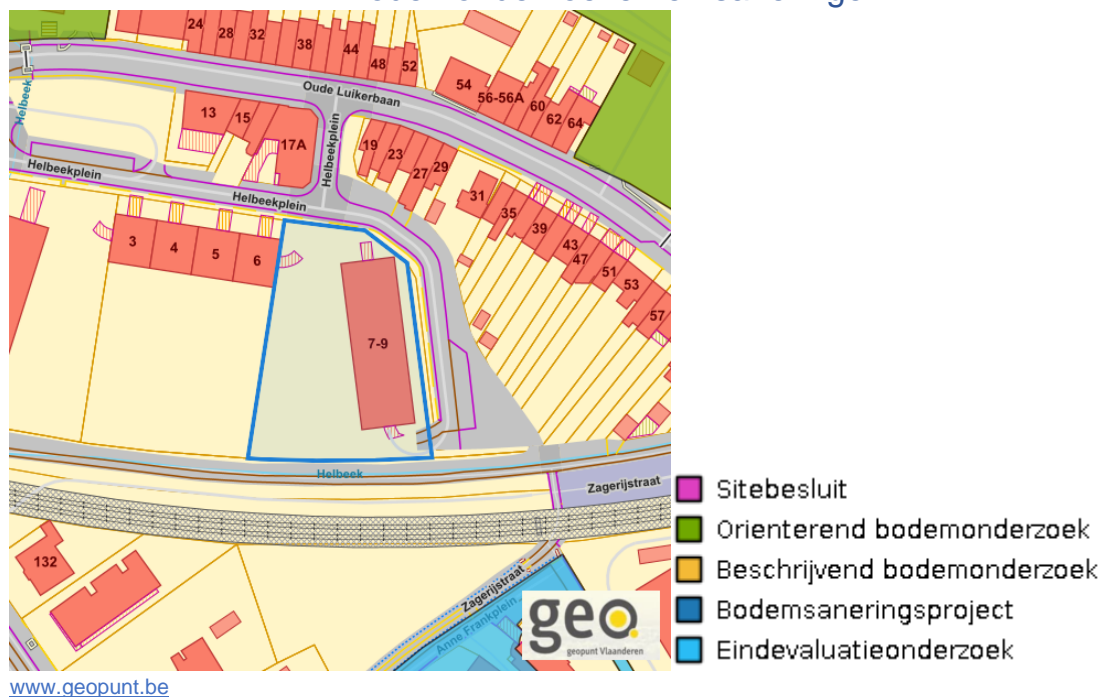 24 28 32 38 44 48 52
Oude Luikerbaan
54 56-56A 60 62 64
Helbeek
13 15 17A
Helbeekplein
19 23 27 29
Helbeekplein
Helbeekplein
31 35 39 43 47 51 53 57
3 4 5 6
7-9
Helbeek
Zagerijstraat
132
Zagerijstraat
Anne Frankplein
geo
geopunt Vlaanderen
Sitebesluit
Orienterend bodemonderzoek
Beschrijvend bodemonderzoek
Bodemsaneringsproject
Eindevaluatieonderzoek
www.geopunt.be